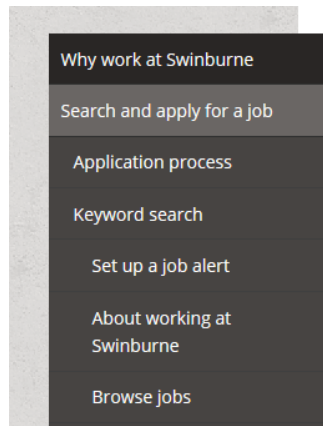 Why work at Swinburne
Search and apply for a job
Application process
Keyword search
Set up a job alert
About working at
Swinburne
Browse jobs